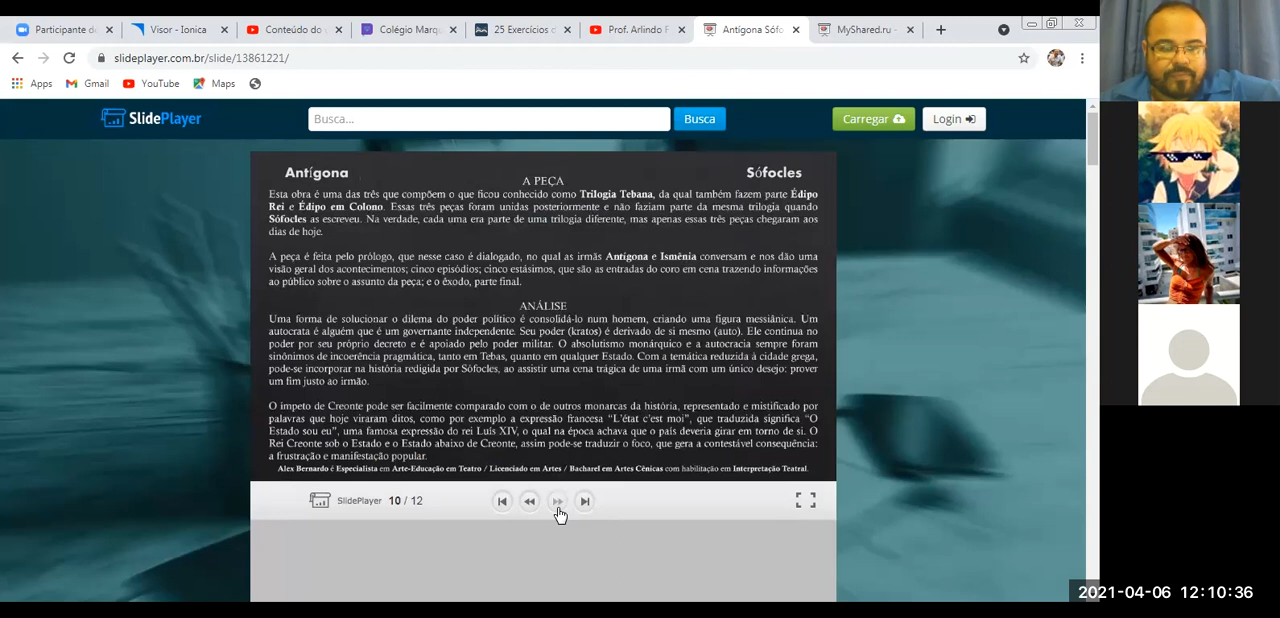 Participante d
Visor - Ionica
Conteúdo do
Colégio Marq
25 Exercícios d
Prof. Arlindo F
Antígona Sófo
MyShared.ru -
slideplayer.com.br/slide/13861221/
Apps
Gmail
YouTube
Maps
SlidePlayer
Busca...
Busca
Carregar
Login
Antígona
Sófocles
A PEÇA
Esta obra é uma das três que compõem o que ficou conhecido como Trilogia Tebana, da qual também fazem parte Édipo
Rei e Édipo em Colono. Essas três peças foram unidas posteriormente e não faziam parte da mesma trilogia quando
Sófocles as escreveu. Na verdade, cada uma era parte de uma trilogia diferente, mas apenas essas três peças chegaram aos
dias de hoje.
A peça é feita pelo prólogo, que nesse caso é dialogado, no qual as irmãs Antígona e Ismênia conversam e nos dão uma
visão geral dos acontecimentos; cinco episódios; cinco estásimos, que são as entradas do coro em cena trazendo informações
ao público sobre o assunto da peça; e o êxodo, parte final.
ANÁLISE
Uma forma de solucionar o dilema do poder político é consolidá-lo num homem, criando uma figura messiânica. Um
autocrata é alguém que é um governante independente. Seu poder (kratos) é derivado de si mesmo (auto). Ele continua no
poder por seu próprio decreto e é apoiado pelo poder militar. O absolutismo monárquico e a autocracia sempre foram
sinônimos de incoerência pragmática, tanto em Tebas, quanto em qualquer Estado. Com a temática reduzida à cidade grega,
pode-se incorporar na história redigida por Sófocles, ao assistir uma cena trágica de uma irmã com um único desejo: prover
um fim justo ao irmão.
O ímpeto de Creonte pode ser facilmente comparado com o de outros monarcas da história, representado e mistificado por
palavras que hoje viraram ditos, como por exemplo a expressão francesa "L'état c'est moi", que traduzida significa "O
Estado sou eu", uma famosa expressão do rei Luís XIV, o qual na época achava que o país deveria girar em torno de si. O
Rei Creonte sob o Estado e o Estado abaixo de Creonte, assim pode-se traduzir o foco, que gera a contestável consequência:
a frustração e manifestação popular.
Alex Bernardo é Especialista em Arte-Educação em Teatro / Licenciado em Artes / Bacharel em Artes Cênicas com habilitação em Interpretação Teatral.
SlidePlayer 10 / 12
2021-04-06 12:10:36